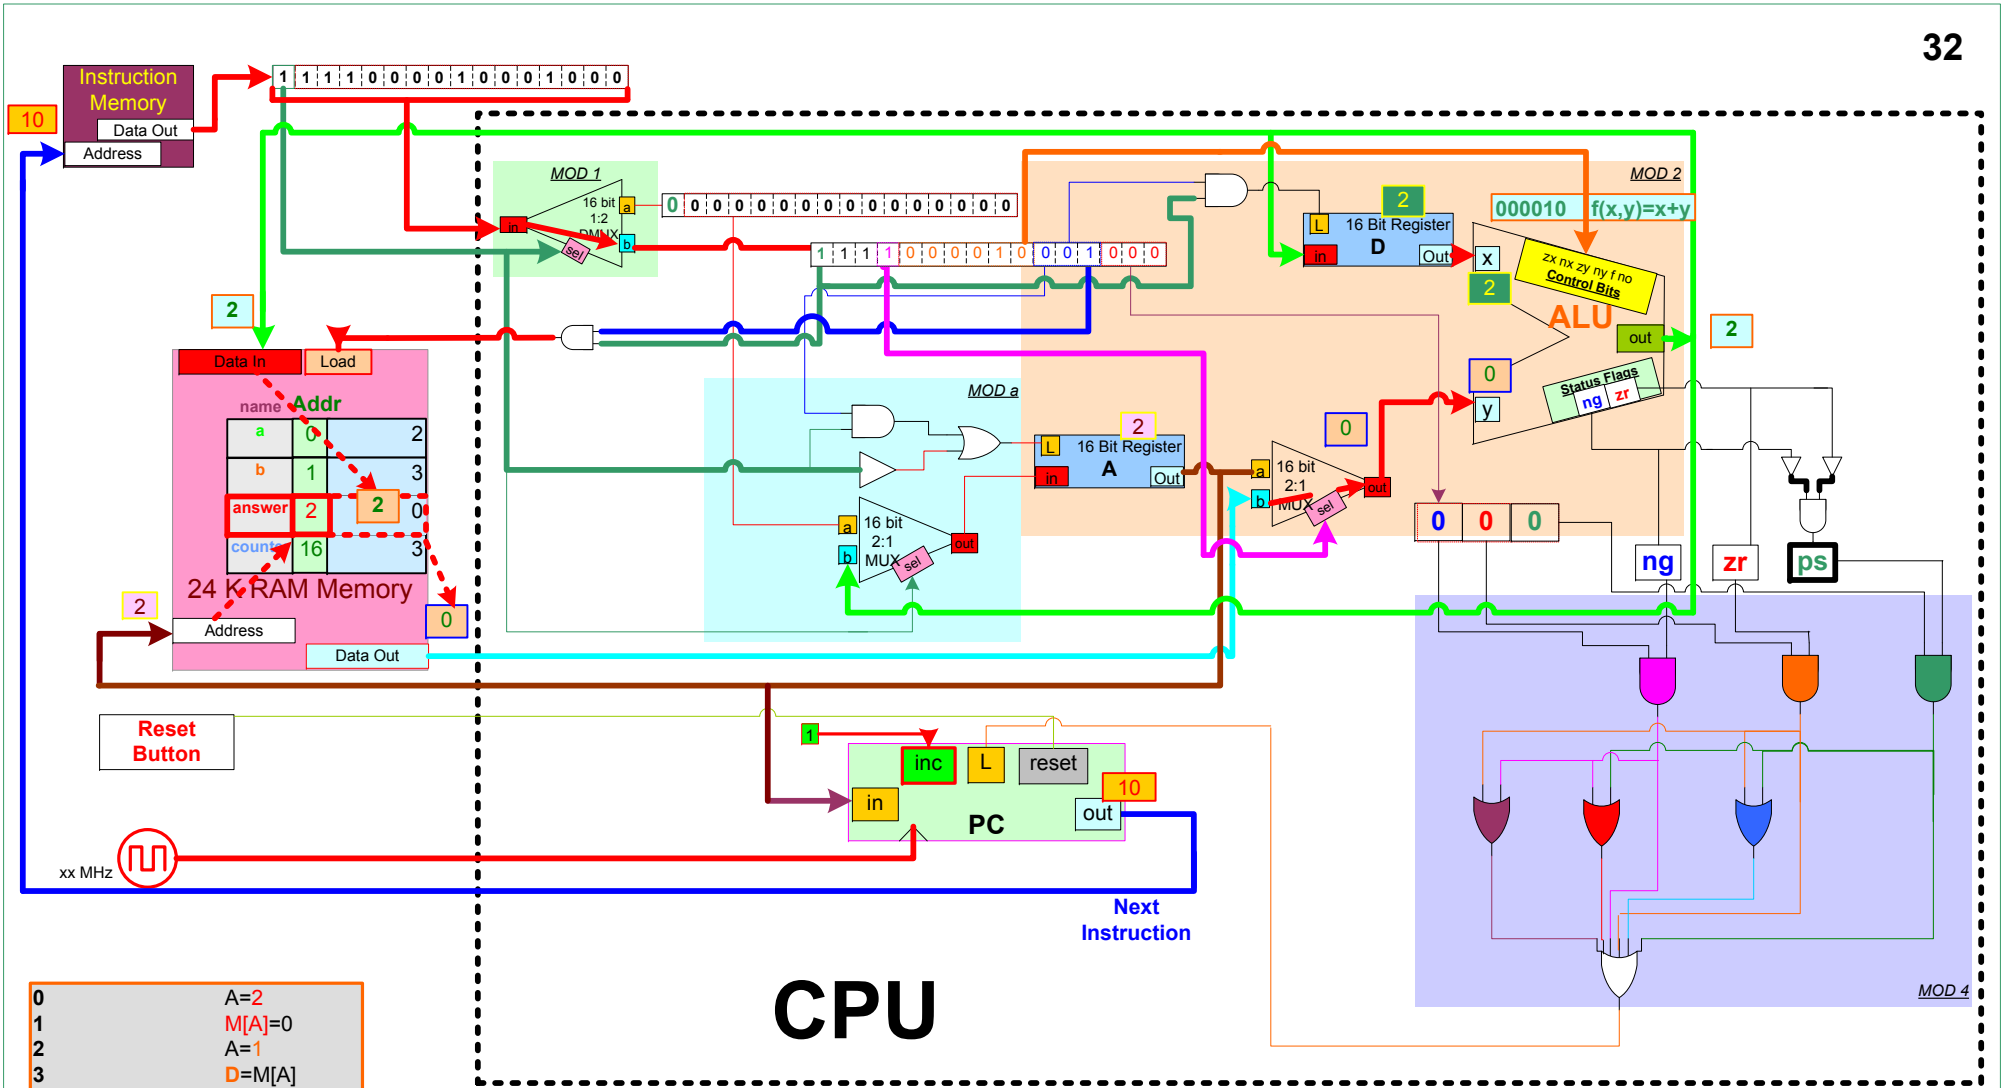 32
Instruction
Memory
Data Out
Address
10
1 1 1 1 0 0 0 0 1 0 0 0 1 0 0 0
MOD 1
16 bit
1:2
DMUX
in
sel
a
b
0 0 0 0 0 0 0 0 0 0 0 0 0 0 0 0
1 1 1 1 0 0 0 0 1 0 0 0 1 0 0 0
MOD 2
2
L
16 Bit Register
D
in
Out
000010 f(x,y)=x+y
x
2
zx nx zy ny f no
Control Bits
ALU
out
2
0
y
Status Flags
ng zr
2
Data In
Load
name Addr
a 0 2
b 1 3
answer 2 2 0
counte 16 3
24 K RAM Memory
2
Address
0
Data Out
MOD a
16 bit
2:1
MUX
a
b
sel
out
2
L
16 Bit Register
A
in
Out
0
a
b
16 bit
2:1
MUX
sel
out
0 0 0
ng
zr
ps
Reset
Button
1
inc
L
reset
in
10
out
PC
xx MHz
Next
Instruction
CPU
MOD 4
0 A=2
1 M[A]=0
2 A=1
3 D=M[A]